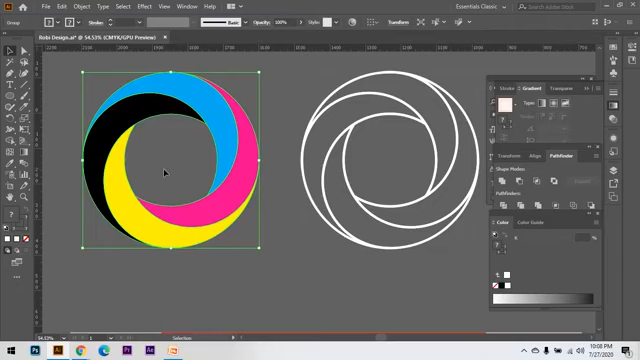 File Edit Object Type Select Effect View Window Help
Essentials Classic
Search Adobe Stock
Group
Stroke:
Basic
Opacity: 100%
Style:
Transform
Robi Design.ai* @ 54.53% (CMYK/GPU Preview)
Stroke Gradient
Transform Align Pathfinder
Shape Modes:
Expand
Pathfinders:
Color Color Guide
K
%
54.53%
1
Selection
10:08 PM
7/27/2020